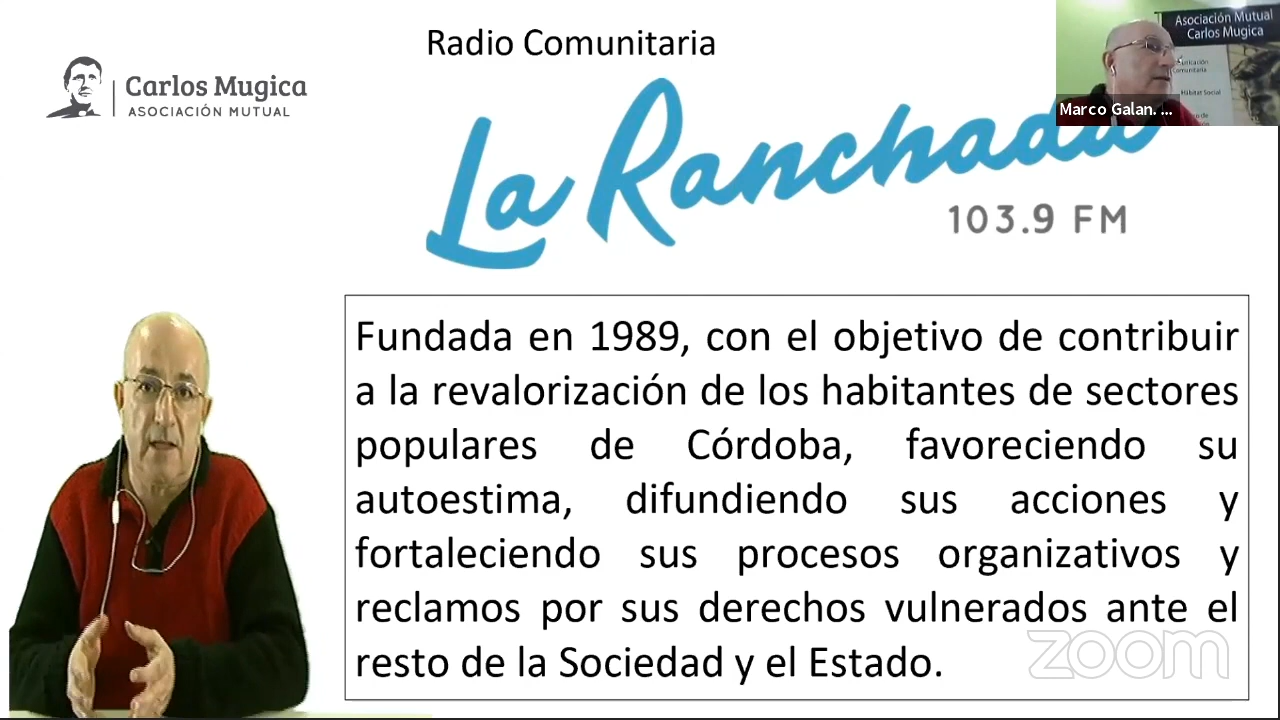 Radio Comunitaria
Carlos Mugica
ASOCIACIÓN MUTUAL
La Ranchada
103.9 FM
Asociación Mutual
Carlos Mugica
Comunitaria
Hábitat Social
Marco Galan. ...
Fundada en 1989, con el objetivo de contribuir
a la revalorización de los habitantes de sectores
populares de Córdoba, favoreciendo su
autoestima, difundiendo sus acciones y
fortaleciendo sus procesos organizativos y
reclamos por sus derechos vulnerados ante el
resto de la Sociedad y el Estado.
zoom